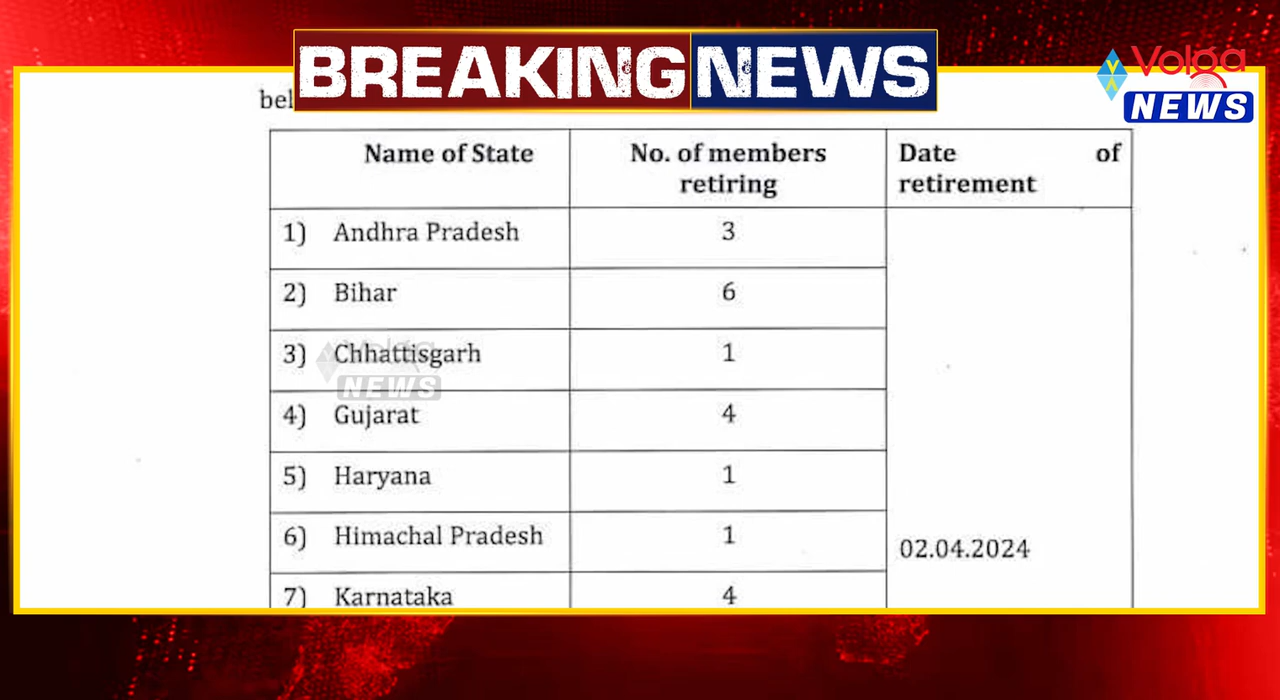 BREAKING NEWS
Volga
NEWS
bel
Name of State No. of members retiring Date of retirement
1) Andhra Pradesh 3
2) Bihar 6
3) Chhattisgarh 1
Volga
NEWS
4) Gujarat 4
5) Haryana 1
6) Himachal Pradesh 1
02.04.2024
7) Karnataka 4